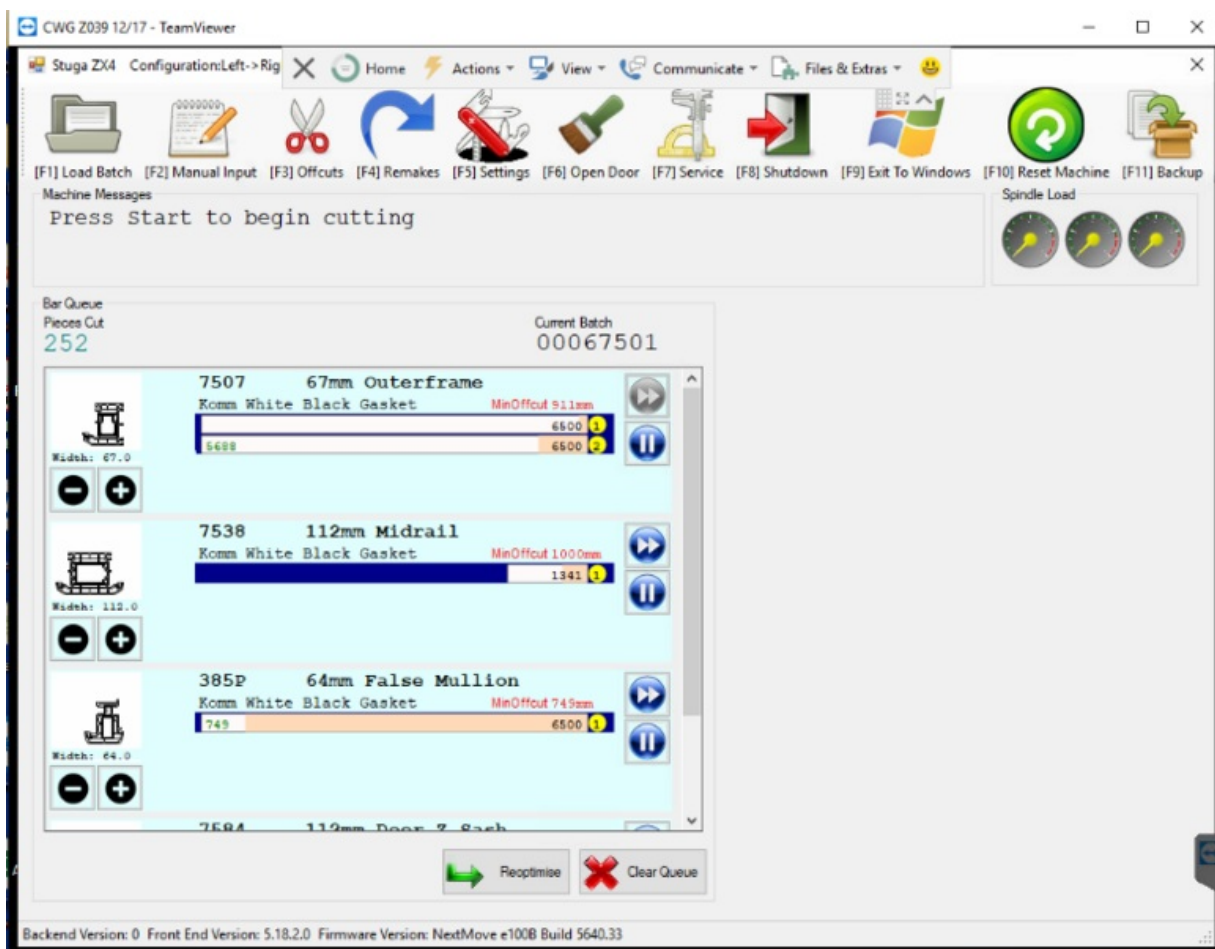 CWG Z039 12/17 - TeamViewer
Stuga ZX4 Configuration:Left->Rig
Home Actions View Communicate Files & Extras
[F1] Load Batch [F2] Manual Input [F3] Offcuts [F4] Remakes [F5] Settings [F6] Open Door [F7] Service [F8] Shutdown [F9] Exit To Windows [F10] Reset Machine [F11] Backup
Machine Messages
Press Start to begin cutting
Spindle Load
Bar Queue
Pieces Cut
252
Current Batch
00067501
7507 67mm Outerframe
Komm White Black Gasket MinOffcut 911mm
6500 1
5688 6500 2
Width: 67.0
7538 112mm Midrail
Komm White Black Gasket MinOffcut 1000mm
1341 1
Width: 112.0
385P 64mm False Mullion
Komm White Black Gasket MinOffcut 749mm
749 6500 1
Width: 64.0
7584 112mm Door Z Sash
Reoptimise Clear Queue
Backend Version: 0 Front End Version: 5.18.2.0 Firmware Version: NextMove e100B Build 5640.33